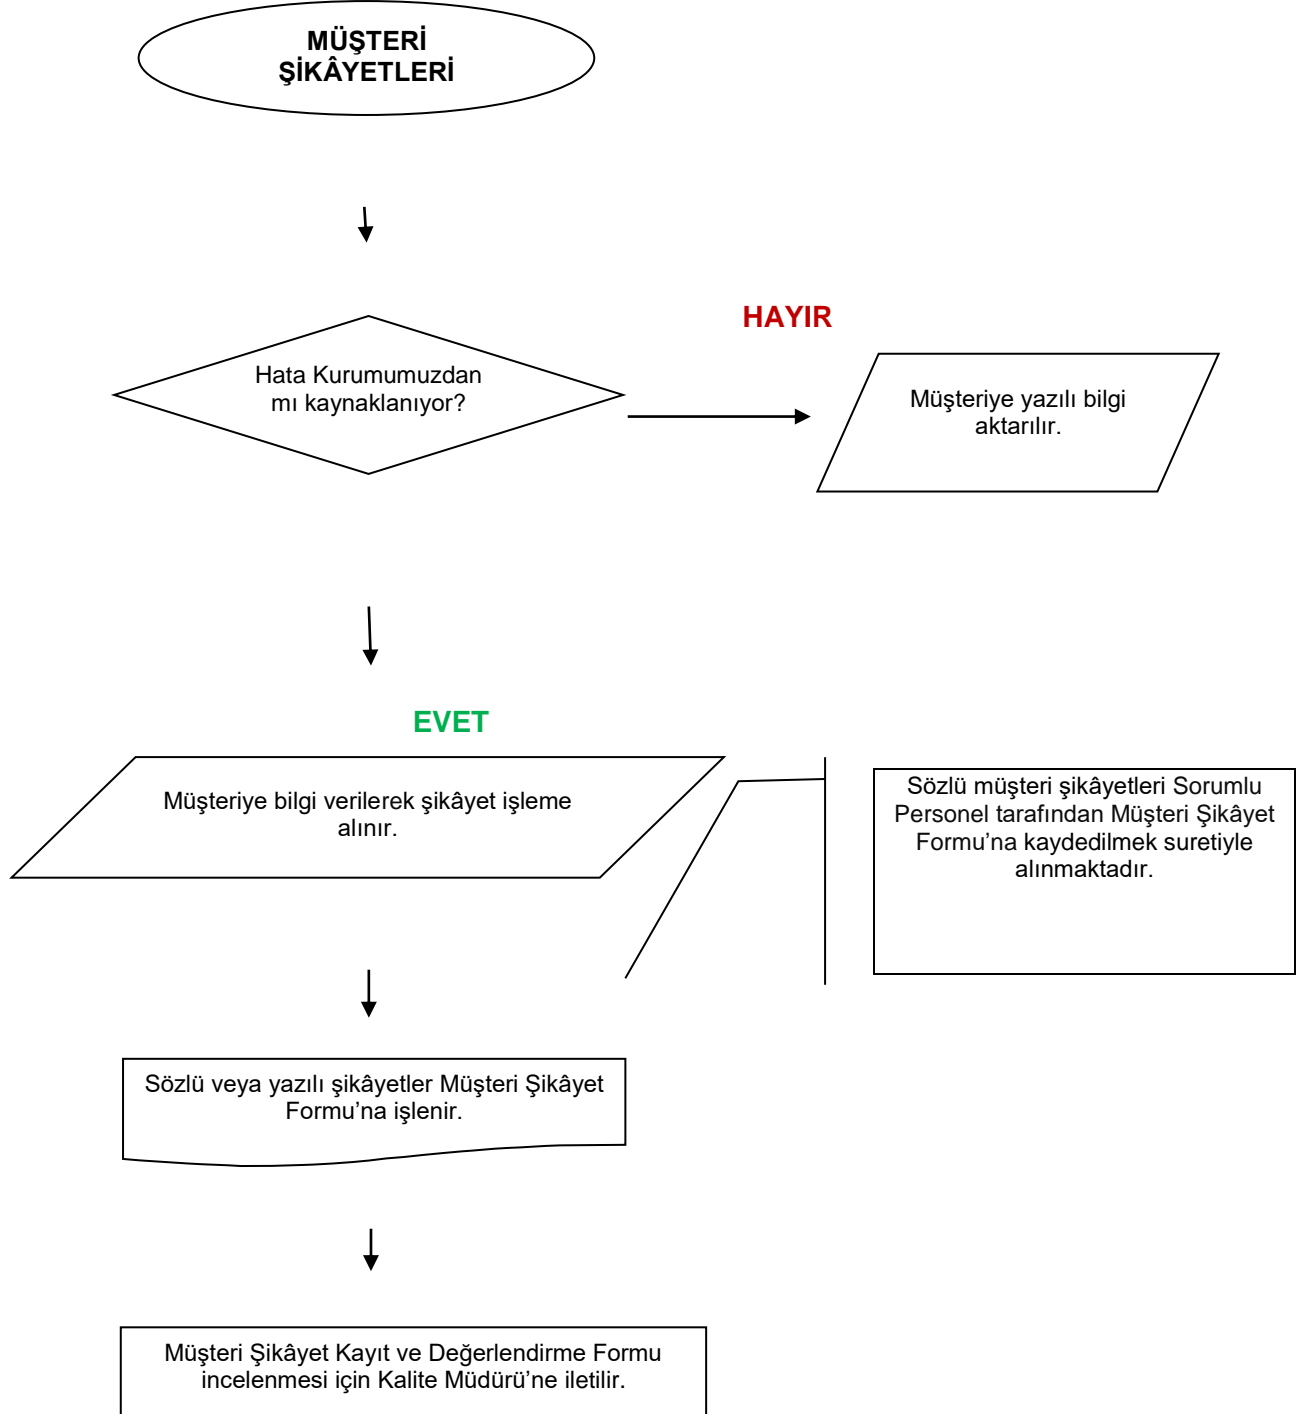 MÜŞTERİ
ŞİKÂYETLERİ
HAYIR
Hata Kurumumuzdan
mı kaynaklanıyor?
Müşteriye yazılı bilgi
aktarılır.
EVET
Müşteriye bilgi verilerek şikâyet işleme
alınır.
Sözlü müşteri şikâyetleri Sorumlu
Personel tarafından Müşteri Şikâyet
Formu’na kaydedilmek suretiyle
alınmaktadır.
Sözlü veya yazılı şikâyetler Müşteri Şikâyet
Formu’na işlenir.
Müşteri Şikâyet Kayıt ve Değerlendirme Formu
incelenmesi için Kalite Müdürü’ne iletilir.